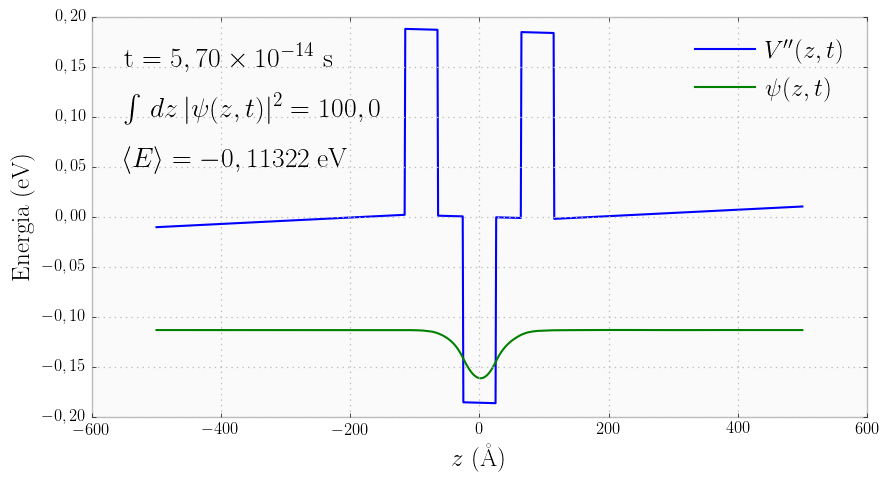 t = 5,70 × 10⁻¹⁴ s
∫ dz |ψ(z,t)|² = 100,0
⟨E⟩ = −0,11322 eV
V′′(z,t)
ψ(z,t)
Energia (eV)
0,20
0,15
0,10
0,05
0,00
−0,05
−0,10
−0,15
−0,20
−600 −400 −200 0 200 400 600
z (Å)